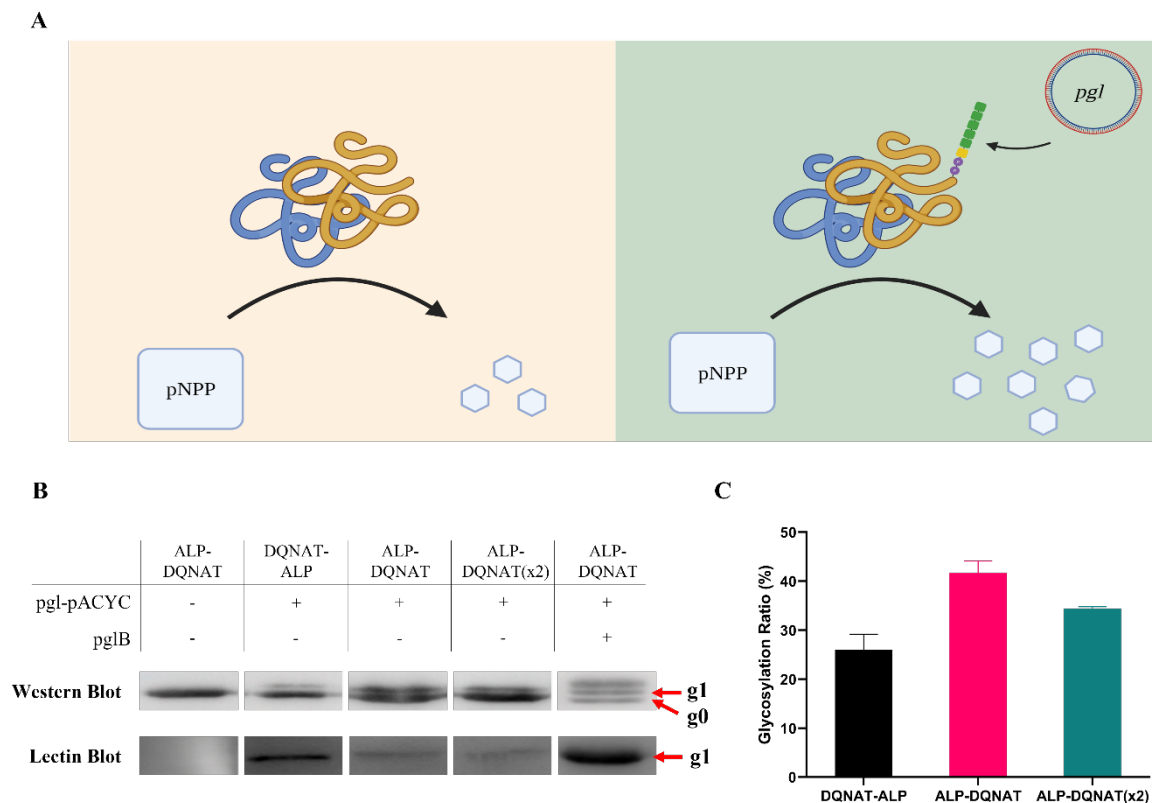 A
pgl
pNPP
pNPP
B
ALP-
DQNAT
DQNAT-
ALP
ALP-
DQNAT
ALP-
DQNAT(x2)
ALP-
DQNAT
pgl-pACYC
-
+
+
+
+
pglB
-
-
-
-
+
Western Blot
g1
g0
Lectin Blot
g1
C
Glycosylation Ratio (%)
50
40
30
20
10
0
DQNAT-ALP
ALP-DQNAT
ALP-DQNAT(x2)